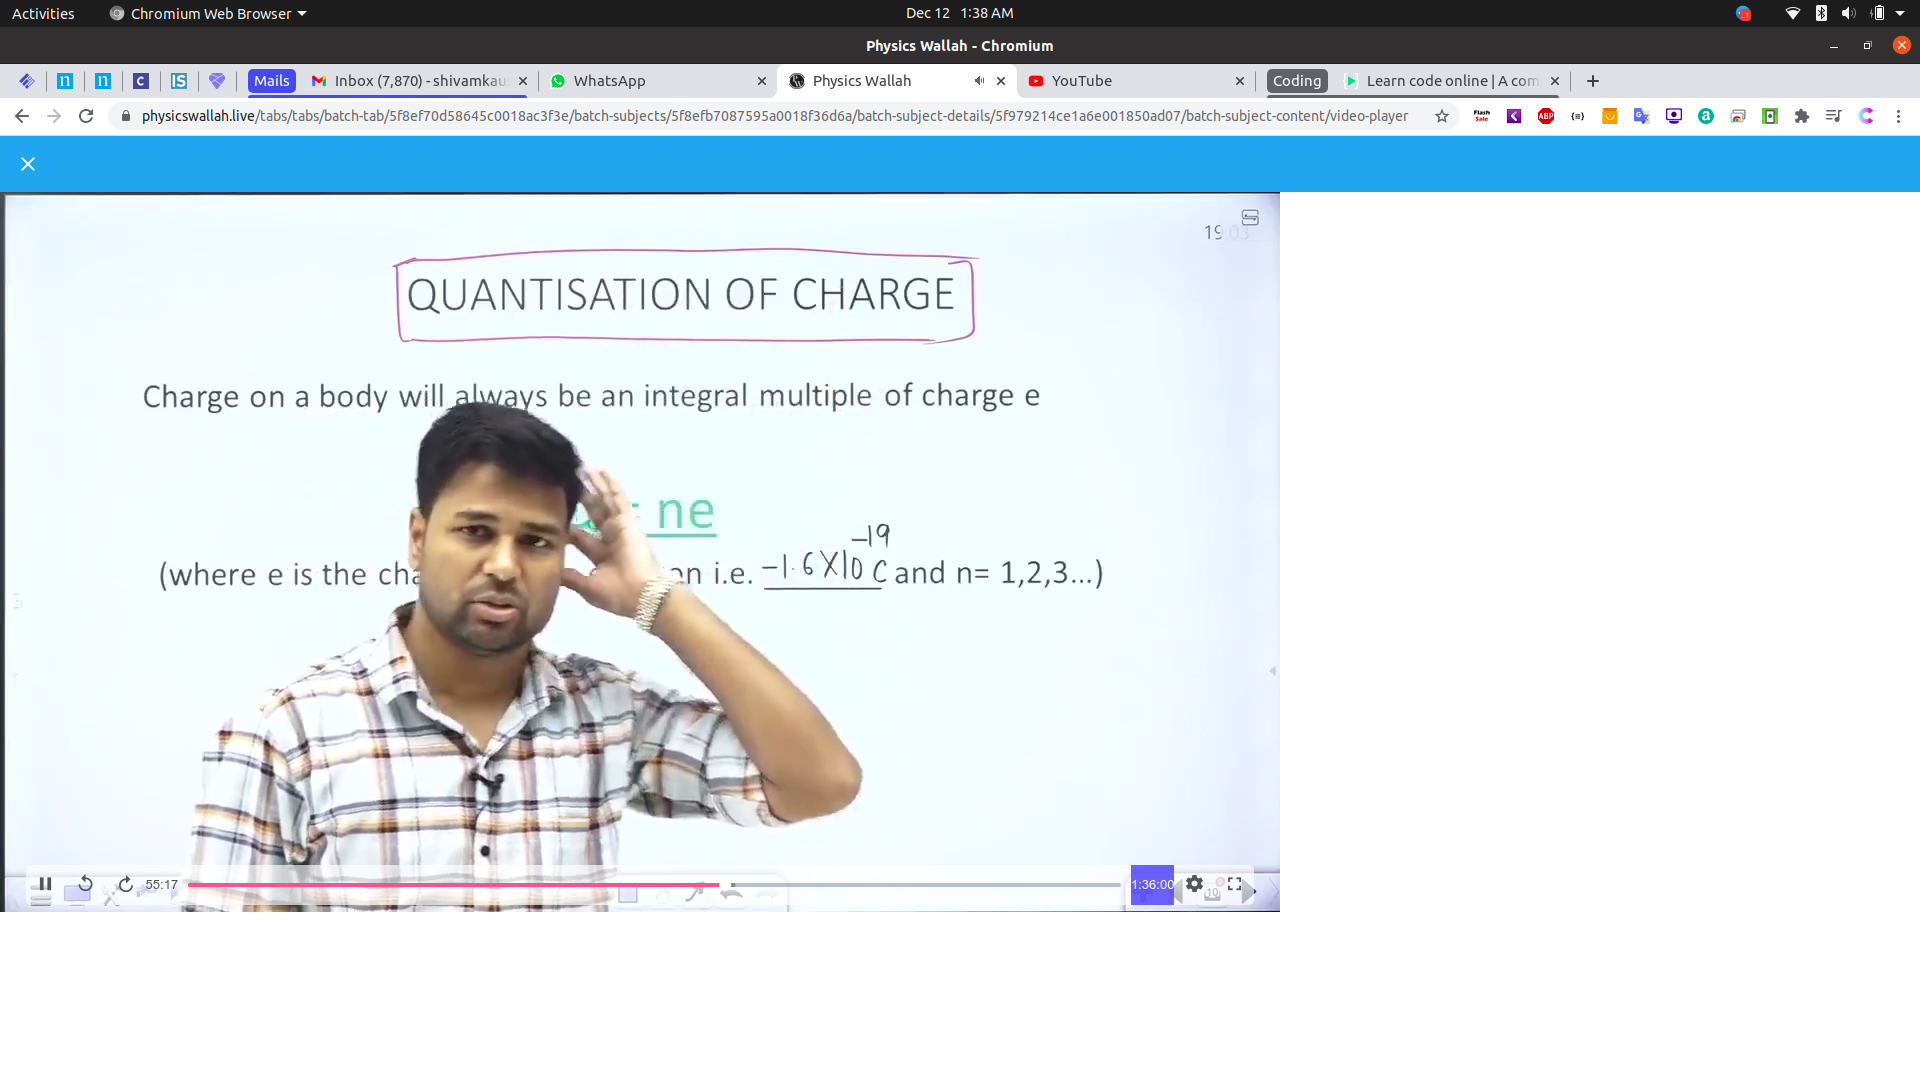 Activities Chromium Web Browser Dec 12 1:38 AM
Physics Wallah - Chromium
Mails Inbox (7,870) - shivamkau WhatsApp Physics Wallah YouTube Coding Learn code online | A com
physicswallah.live/tabs/tabs/batch-tab/5f8ef70d58645c0018ac3f3e/batch-subjects/5f8efb7087595a0018f36d6a/batch-subject-details/5f979214ce1a6e001850ad07/batch-subject-content/video-player
19:03
QUANTISATION OF CHARGE
Charge on a body will always be an integral multiple of charge e
= ne
(where e is the cha on i.e. -1.6X10^-19 C and n= 1,2,3...)
55:17 1:36:00